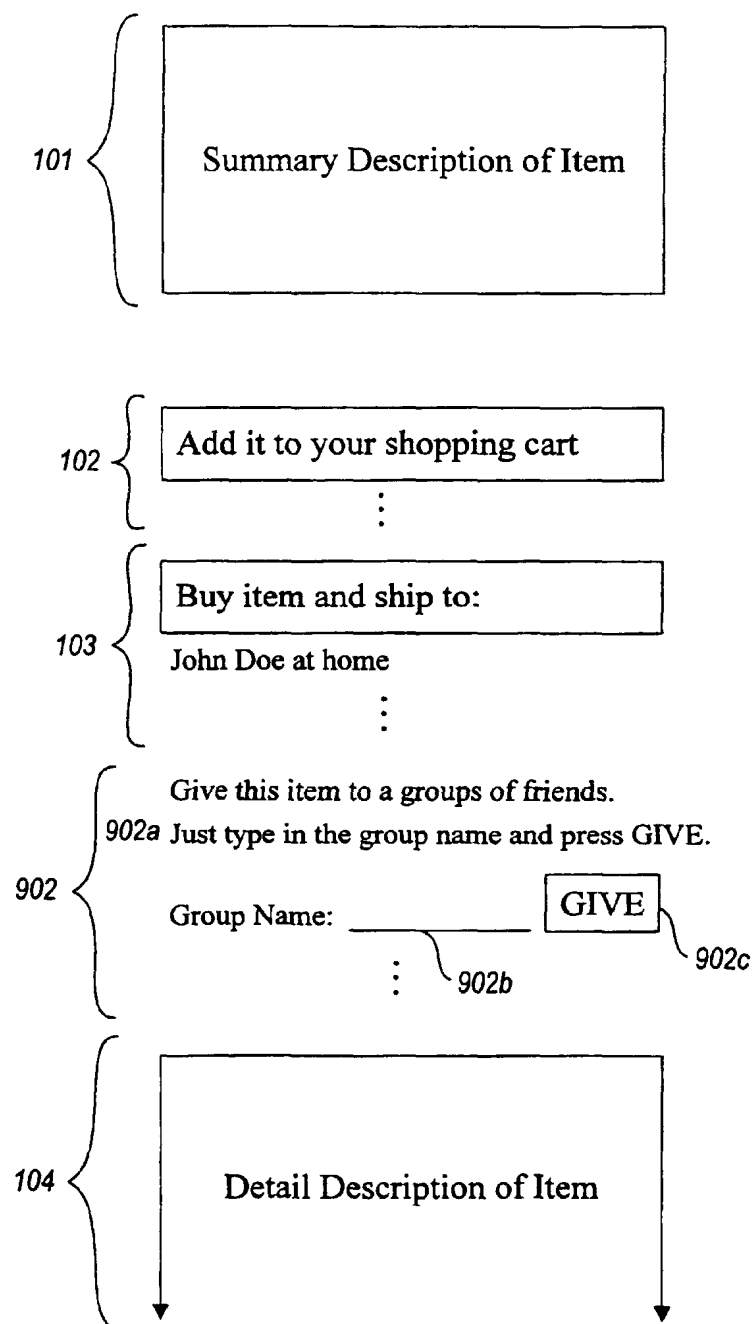 101
Summary Description of Item
102
Add it to your shopping cart
103
Buy item and ship to:
John Doe at home
902
Give this item to a groups of friends.
902a Just type in the group name and press GIVE.
Group Name: GIVE
902b
902c
104
Detail Description of Item